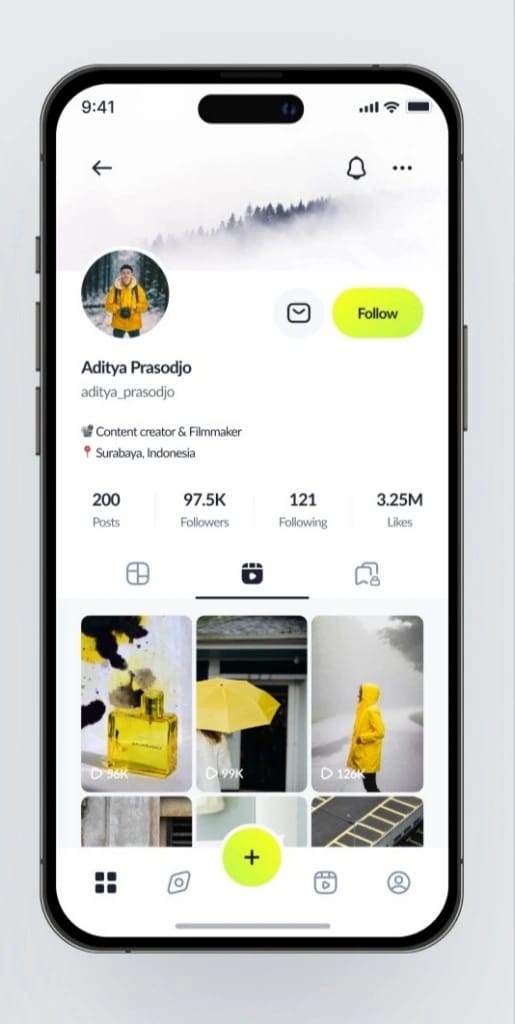 9:41
Follow
Aditya Prasodjo
aditya_prasodjo
📽️ Content creator & Filmmaker
📍 Surabaya, Indonesia
200 97.5K 121 3.25M
Posts Followers Following Likes
56K 99K 126K